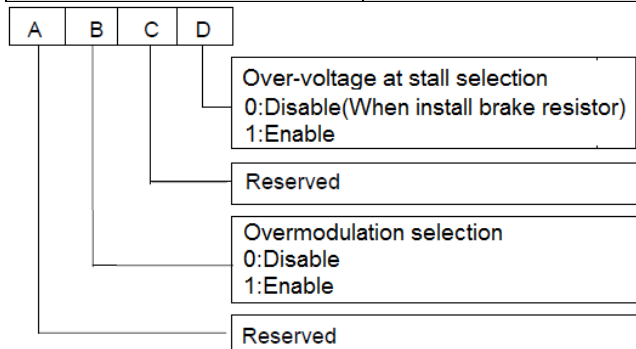 A B C D
Over-voltage at stall selection
0:Disable(When install brake resistor)
1:Enable
Reserved
Overmodulation selection
0:Disable
1:Enable
Reserved